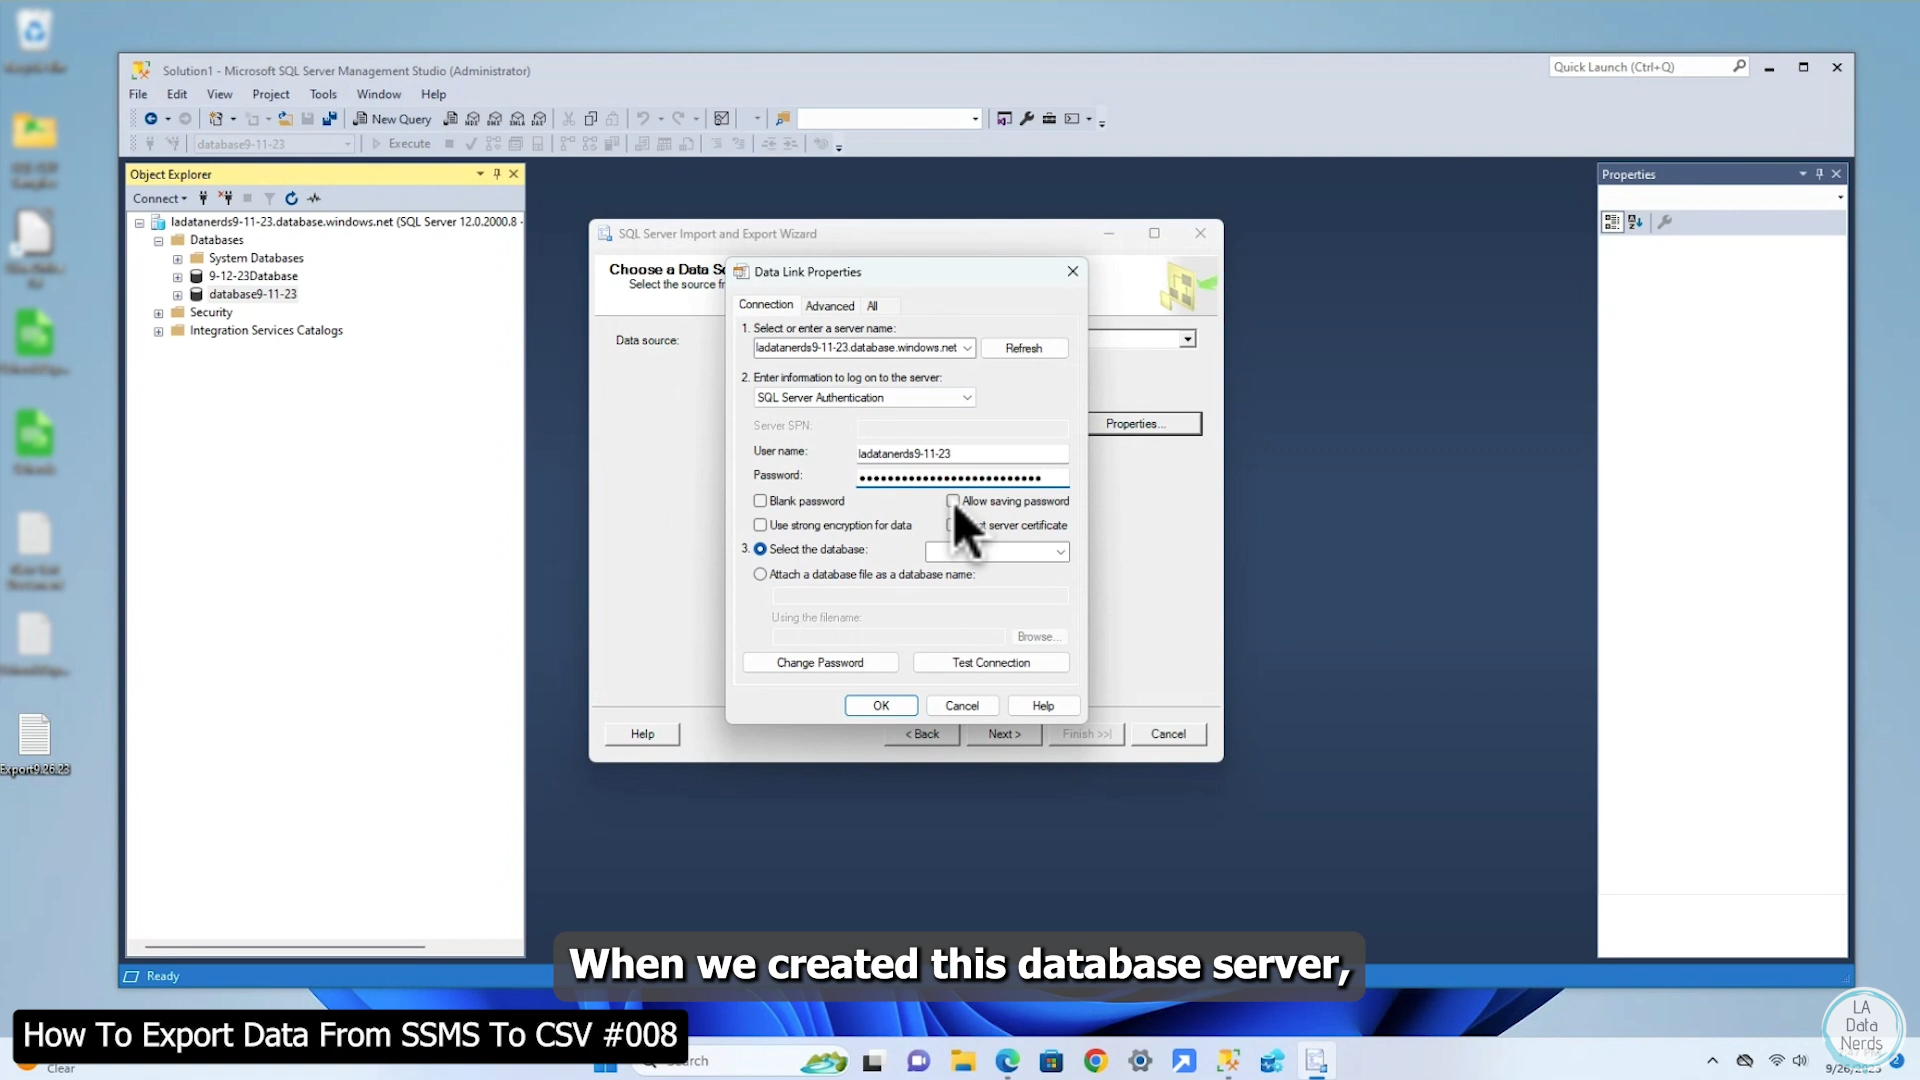 Solution1 - Microsoft SQL Server Management Studio (Administrator)
Quick Launch (Ctrl+Q)
File Edit View Project Tools Window Help
New Query
database9-11-23
Execute
Object Explorer
Connect
ladatanerds9-11-23.database.windows.net (SQL Server 12.0.2000.8 -
Databases
System Databases
9-12-23Database
database9-11-23
Security
Integration Services Catalogs
Properties
SQL Server Import and Export Wizard
Choose a Data S
Select the source f
Data source:
Properties...
Data Link Properties
Connection Advanced All
1. Select or enter a server name:
ladatanerds9-11-23.database.windows.net
Refresh
2. Enter information to log on to the server:
SQL Server Authentication
Server SPN:
User name: ladatanerds9-11-23
Password:
Blank password Allow saving password
Use strong encryption for data server certificate
3. Select the database:
Attach a database file as a database name:
Using the filename:
Browse...
Change Password Test Connection
OK Cancel Help
Help < Back Next > Finish >>| Cancel
Export9.26.23
Ready
When we created this database server,
How To Export Data From SSMS To CSV #008
Clear
LA
Data
Nerds
2